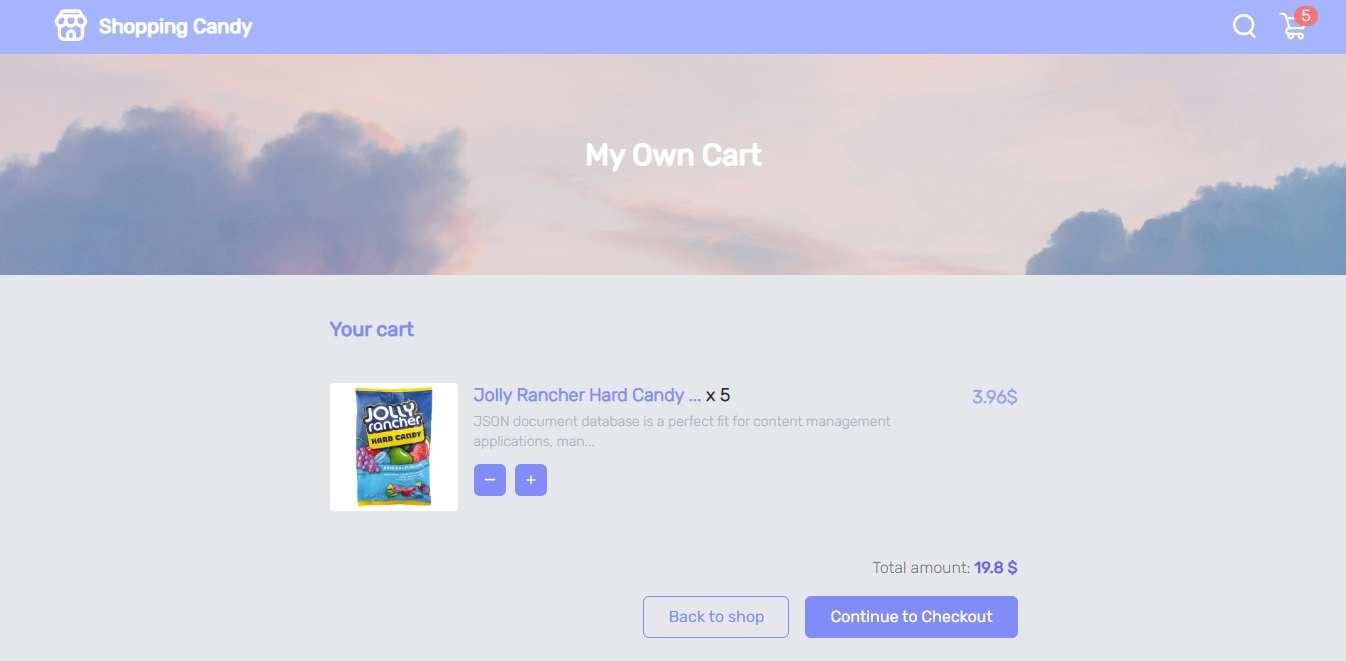 Shopping Candy
5
My Own Cart
Your cart
JOLLY
rancher
HARD CANDY
ORIGINAL FLAVORS
Jolly Rancher Hard Candy ... x 5
3.96$
JSON document database is a perfect fit for content management
applications, man...
− +
Total amount: 19.8 $
Back to shop
Continue to Checkout